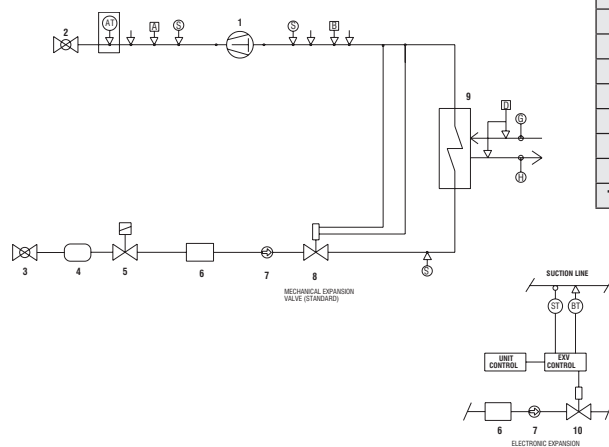 1
2
AT
A
S
S
B
9
D
G
H
3
4
5
6
7
8
S
MECHANICAL EXPANSION
VALVE (STANDARD)
SUCTION LINE
ST
BT
UNIT
CONTROL
EXV
CONTROL
6
7
10
ELECTRONIC EXPANSION